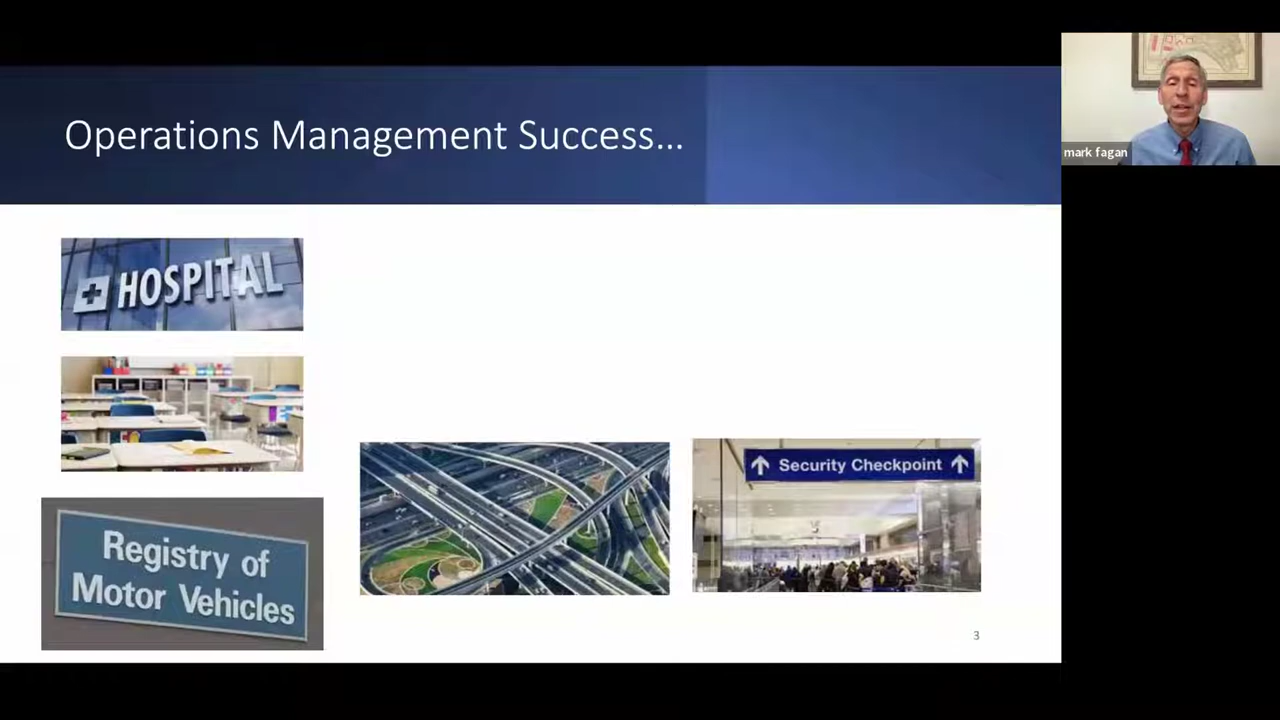 Operations Management Success...
mark fagan
HOSPITAL
Security Checkpoint
Registry of
Motor Vehicles
3